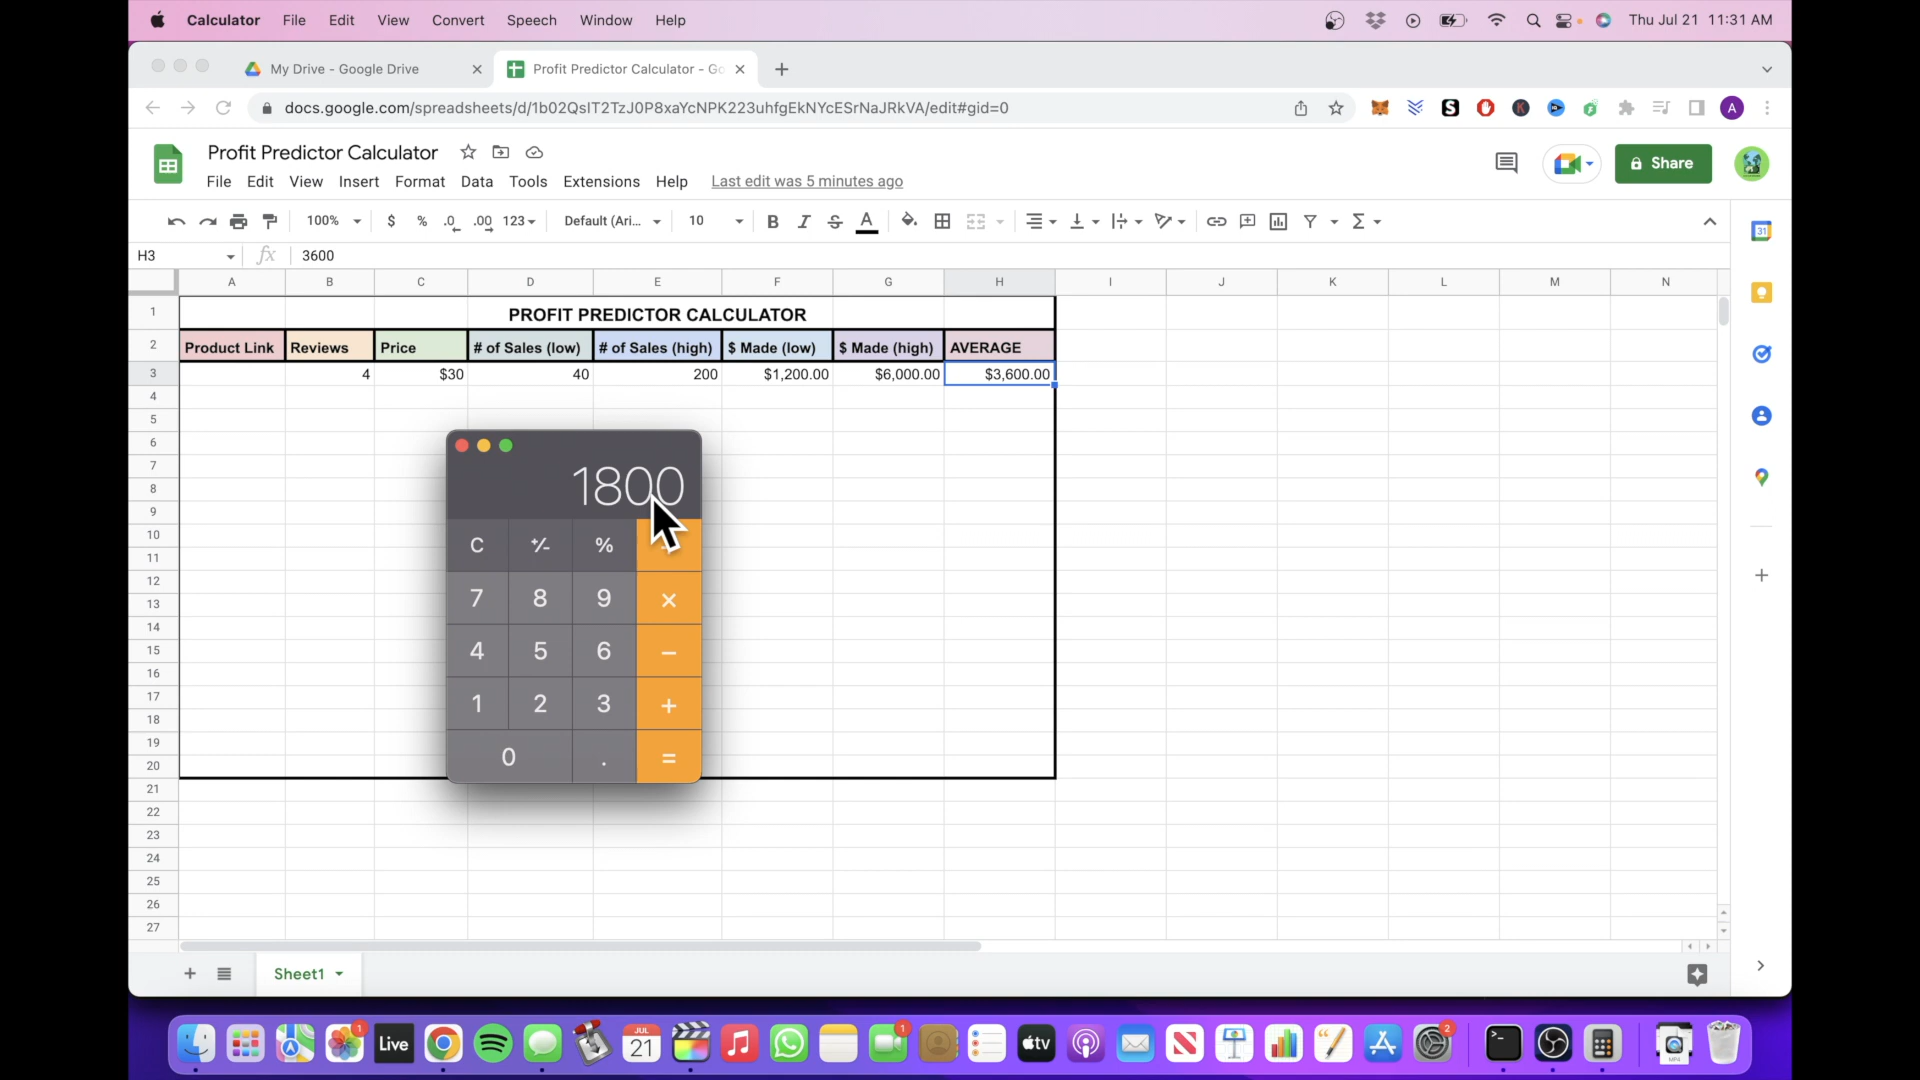 Calculator File Edit View Convert Speech Window Help Thu Jul 21 11:31 AM
My Drive - Google Drive Profit Predictor Calculator - Go
docs.google.com/spreadsheets/d/1b02QsIT2TzJ0P8xaYcNPK223uhfgEkNYcESrNaJRkVA/edit#gid=0 A
Profit Predictor Calculator
Share
File Edit View Insert Format Data Tools Extensions Help Last edit was 5 minutes ago
100% $ % .0 .00 123 Default (Ari... 10 B I S A
31
H3 fx 3600
A B C D E F G H I J K L M N
1 PROFIT PREDICTOR CALCULATOR
2 Product Link Reviews Price # of Sales (low) # of Sales (high) $ Made (low) $ Made (high) AVERAGE
3 4 $30 40 200 $1,200.00 $6,000.00 $3,600.00
4
5
6
7
8
9
10
11
12
13
14
15
16
17
18
19
20
21
22
23
24
25
26
27
1800
C +/- %
7 8 9 ×
4 5 6 −
1 2 3 +
0 . =
Sheet1
1 Live JUL 21 1 tv 2